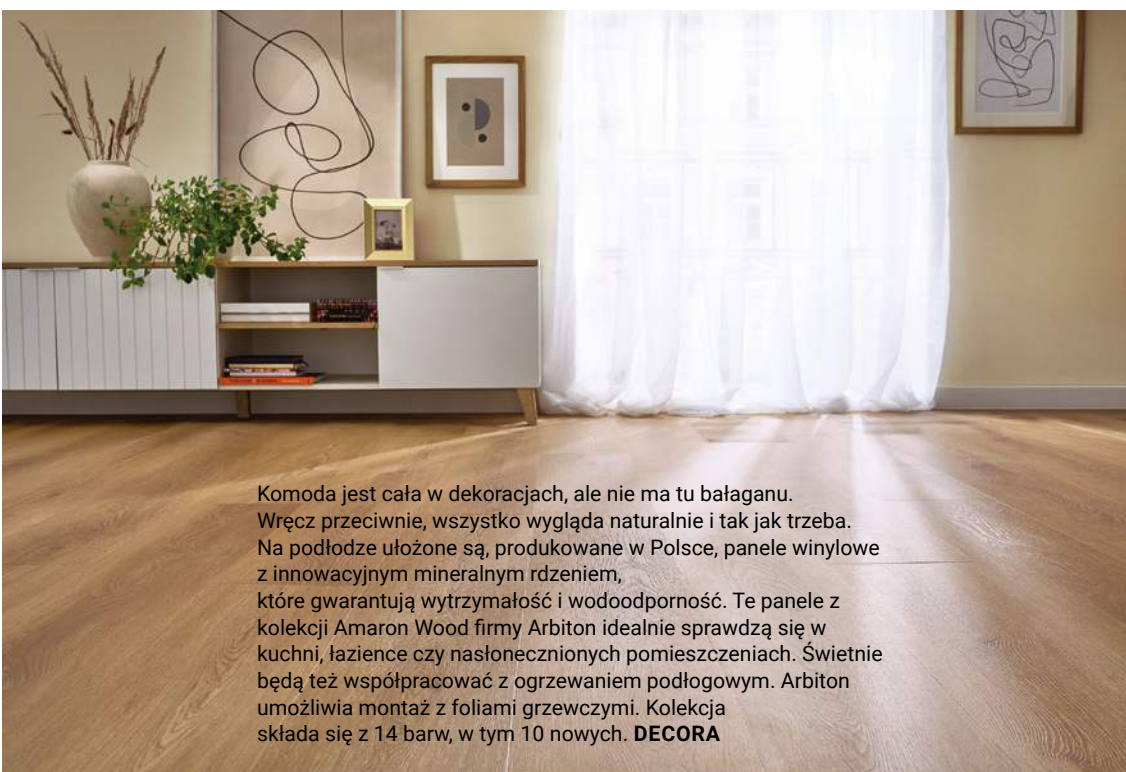 Komoda jest cała w dekoracjach, ale nie ma tu bałaganu.
Wręcz przeciwnie, wszystko wygląda naturalnie i tak jak trzeba.
Na podłodze ułożone są, produkowane w Polsce, panele winylowe
z innowacyjnym mineralnym rdzeniem,
które gwarantują wytrzymałość i wodoodporność. Te panele z
kolekcji Amaron Wood firmy Arbiton idealnie sprawdzą się w
kuchni, łazience czy nasłonecznionych pomieszczeniach. Świetnie
będą też współpracować z ogrzewaniem podłogowym. Arbiton
umożliwia montaż z foliami grzewczymi. Kolekcja
składa się z 14 barw, w tym 10 nowych. DECORA